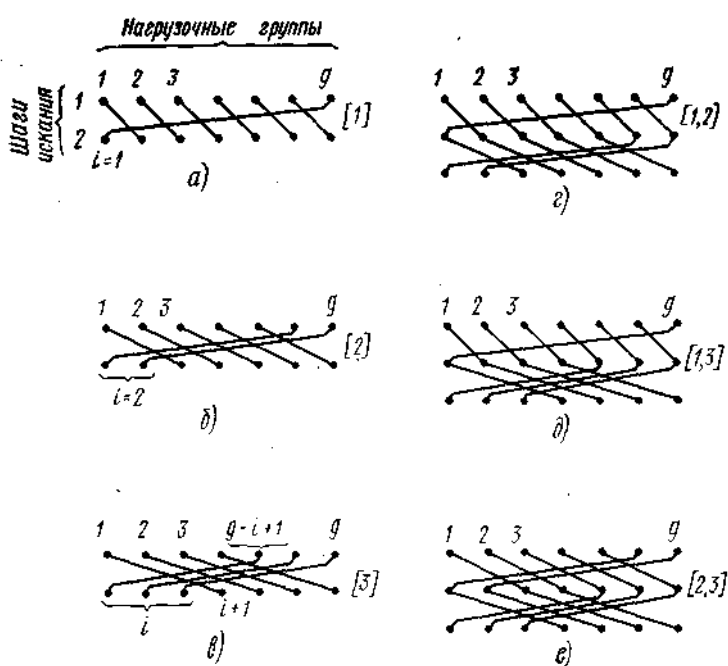 Нагрузочные группы
Шаги искания
1 2 3 g
1
2
[1]
i=1
а)
1 2 3 g
[1,2]
г)
1 2 3 g
[2]
i=2
б)
1 2 3 g
[1,3]
д)
1 2 3 g-i+1 g
[3]
i
i+1
в)
1 2 3 g
[2,3]
е)